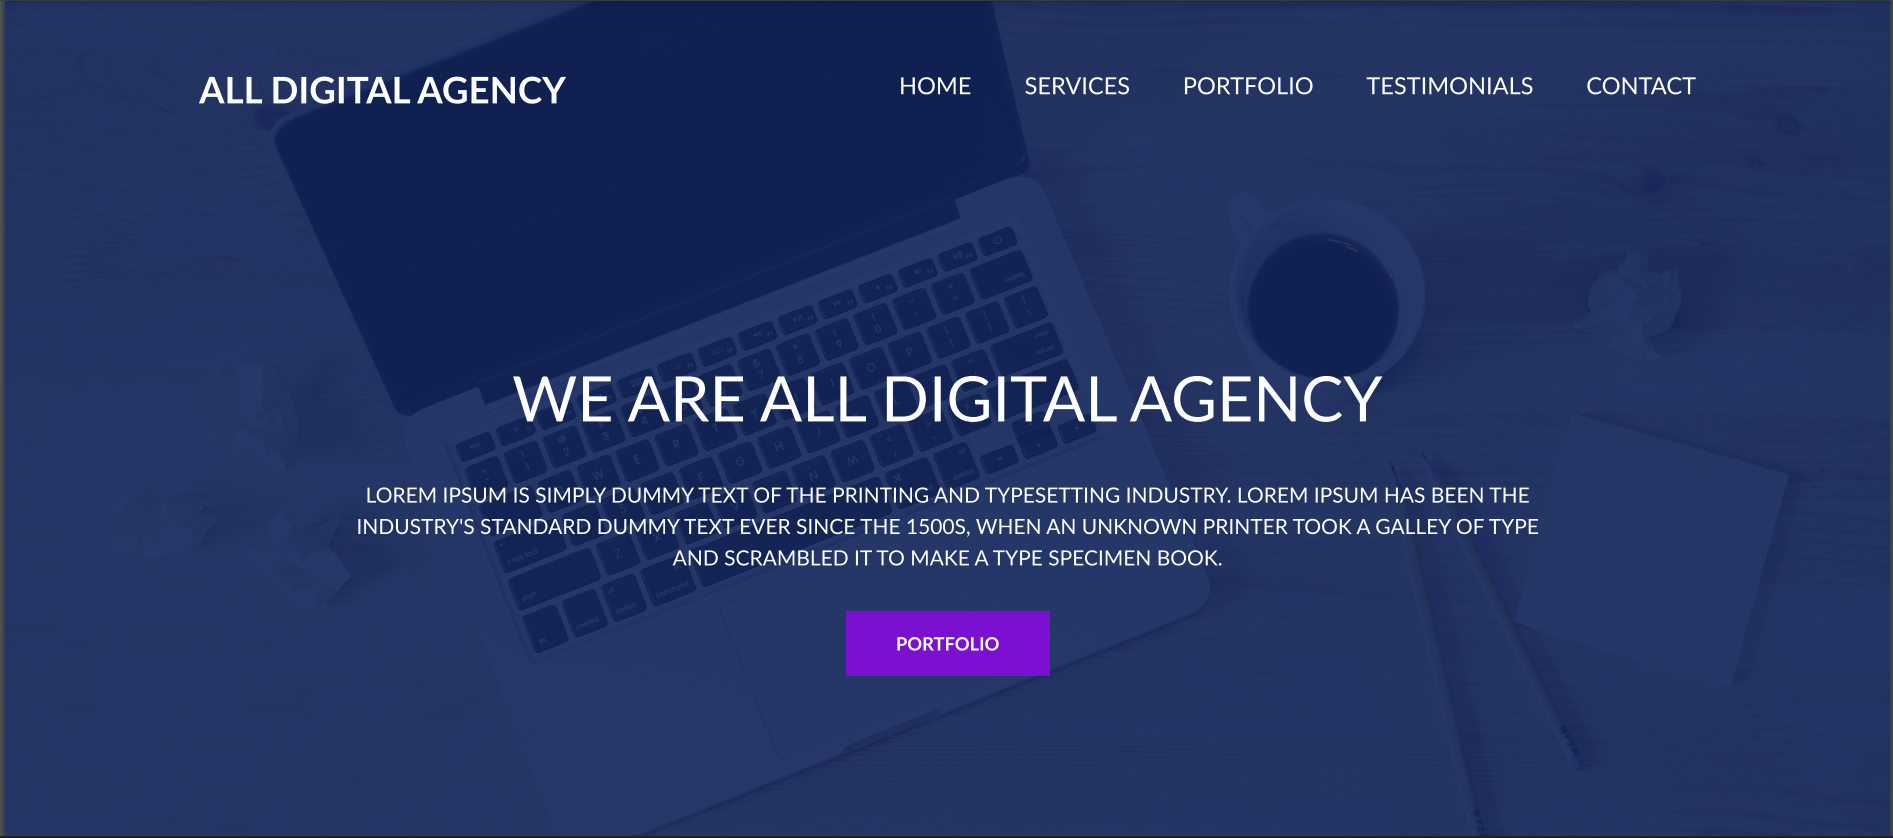 ALL DIGITAL AGENCY
HOME SERVICES PORTFOLIO TESTIMONIALS CONTACT
WE ARE ALL DIGITAL AGENCY
LOREM IPSUM IS SIMPLY DUMMY TEXT OF THE PRINTING AND TYPESETTING INDUSTRY. LOREM IPSUM HAS BEEN THE
INDUSTRY'S STANDARD DUMMY TEXT EVER SINCE THE 1500S, WHEN AN UNKNOWN PRINTER TOOK A GALLEY OF TYPE
AND SCRAMBLED IT TO MAKE A TYPE SPECIMEN BOOK.
PORTFOLIO